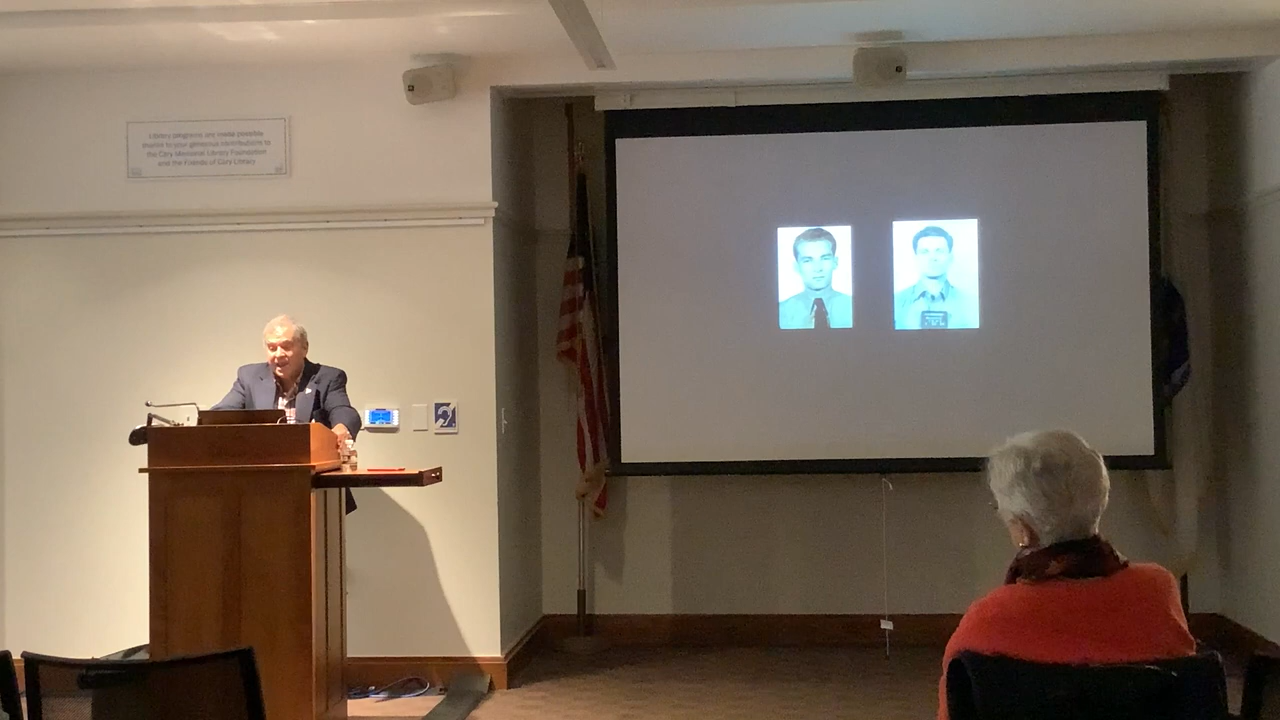 Library programs are made possible
thanks to your generous contributions to
the Cary Memorial Library Foundation
and the Friends of Cary Library